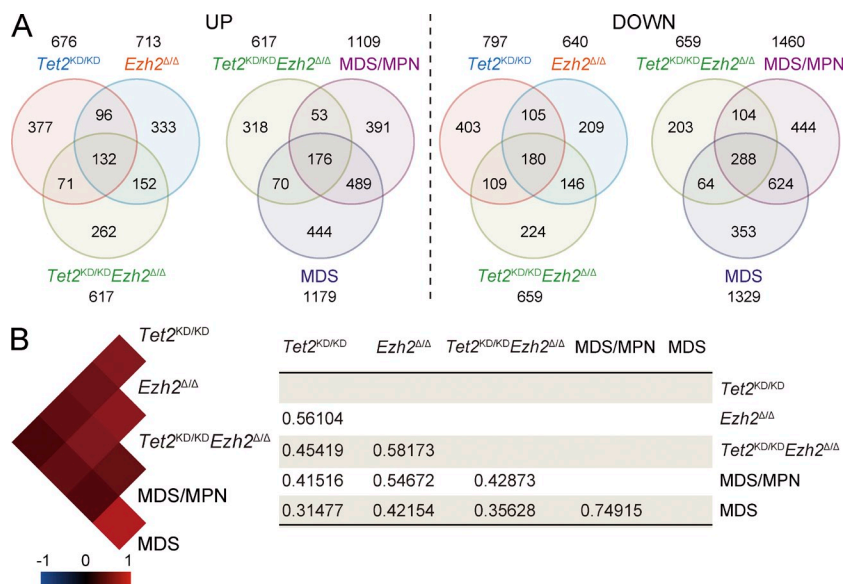 A
UP
DOWN
676 713 617 1109 797 640 659 1460
Tet2KD/KD Ezh2Δ/Δ Tet2KD/KDEzh2Δ/Δ MDS/MPN Tet2KD/KD Ezh2Δ/Δ Tet2KD/KDEzh2Δ/Δ MDS/MPN
96 53 105 104
377 333 318 391 403 209 203 444
132 176 180 288
71 152 70 489 109 146 64 624
262 444 224 353
Tet2KD/KDEzh2Δ/Δ MDS Tet2KD/KDEzh2Δ/Δ MDS
617 1179 659 1329
B
Tet2KD/KD
Ezh2Δ/Δ
Tet2KD/KDEzh2Δ/Δ
MDS/MPN
MDS
-1 0 1
Tet2KD/KD Ezh2Δ/Δ Tet2KD/KDEzh2Δ/Δ MDS/MPN MDS
Tet2KD/KD
0.56104 Ezh2Δ/Δ
0.45419 0.58173 Tet2KD/KDEzh2Δ/Δ
0.41516 0.54672 0.42873 MDS/MPN
0.31477 0.42154 0.35628 0.74915 MDS